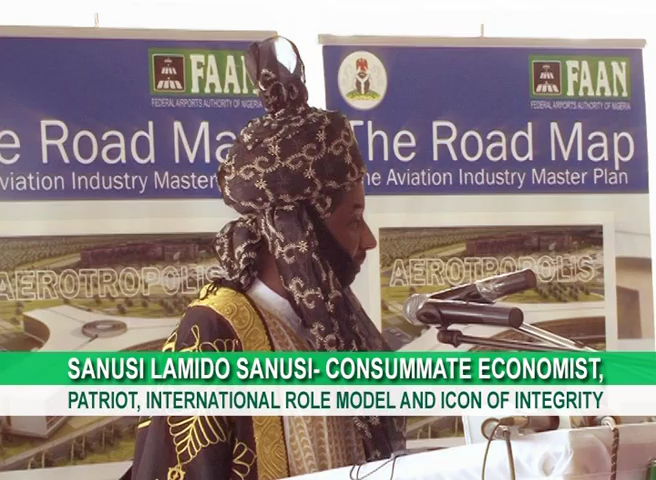 FAAN
FEDERAL AIRPORTS AUTHORITY OF NIGERIA
e Road Ma
viation Industry Master
AEROTROPOLIS
FAAN
FEDERAL AIRPORTS AUTHORITY OF NIGERIA
The Road Map
he Aviation Industry Master Plan
AEROTROPOLIS
SANUSI LAMIDO SANUSI- CONSUMMATE ECONOMIST,
PATRIOT, INTERNATIONAL ROLE MODEL AND ICON OF INTEGRITY